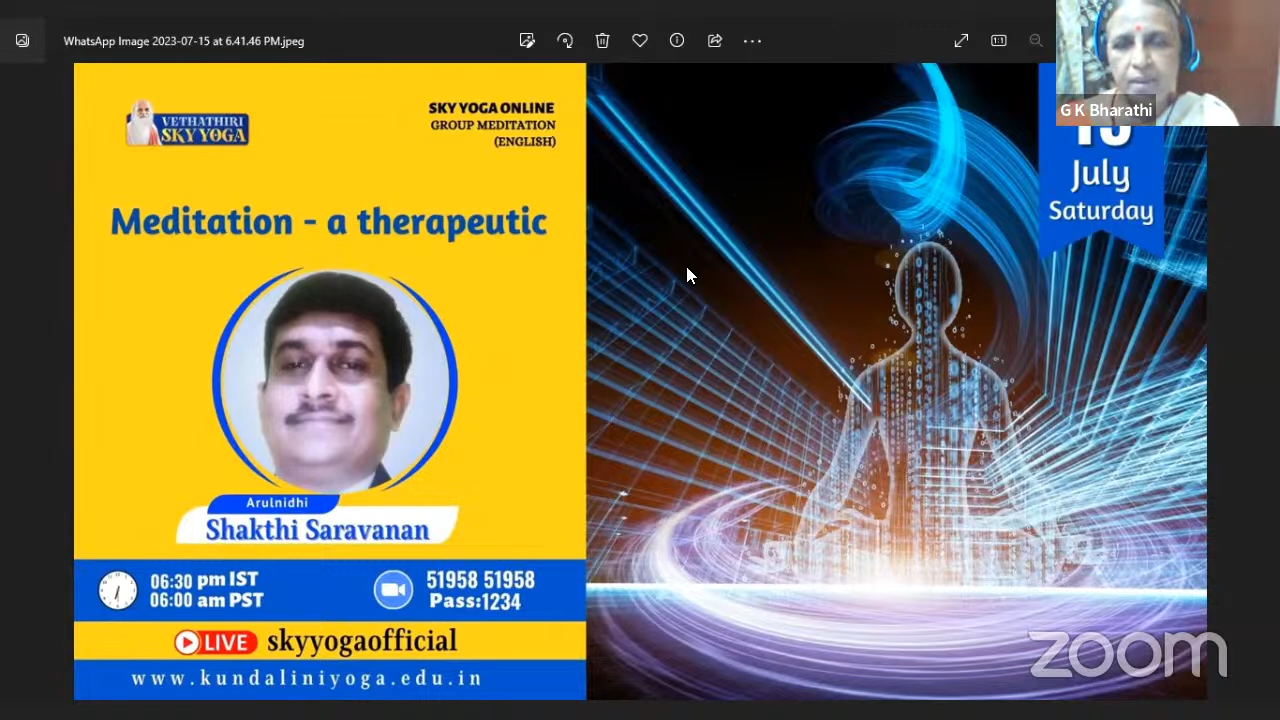 WhatsApp Image 2023-07-15 at 6.41.46 PM.jpeg
G K Bharathi
VETHATHIRI
SKY YOGA
SKY YOGA ONLINE
GROUP MEDITATION
(ENGLISH)
July
Saturday
Meditation - a therapeutic
Arulnidhi
Shakthi Saravanan
06:30 pm IST
06:00 am PST
51958 51958
Pass:1234
LIVE skyyogaofficial
www.kundaliniyoga.edu.in
zoom